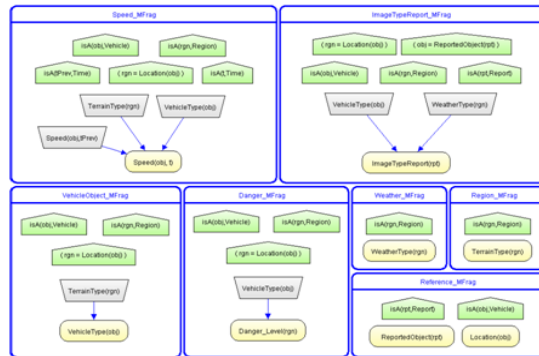 Speed_MFrag
isA(obj,Vehicle)
isA(rgn,Region)
isA(tPrev,Time)
( rgn = Location(obj) )
isA(t,Time)
TerrainType(rgn)
VehicleType(obj)
Speed(obj,tPrev)
Speed(obj, t)
ImageTypeReport_MFrag
( rgn = Location(obj) )
( obj = ReportedObject(rpt) )
isA(obj,Vehicle)
isA(rgn,Region)
isA(rpt,Report)
VehicleType(obj)
WeatherType(rgn)
ImageTypeReport(rpt)
VehicleObject_MFrag
isA(obj,Vehicle)
isA(rgn,Region)
( rgn = Location(obj) )
TerrainType(rgn)
VehicleType(obj)
Danger_MFrag
isA(obj,Vehicle)
isA(rgn,Region)
( rgn = Location(obj) )
VehicleType(obj)
Danger_Level(rgn)
Weather_MFrag
isA(rgn,Region)
WeatherType(rgn)
Region_MFrag
isA(rgn,Region)
TerrainType(rgn)
Reference_MFrag
isA(rpt,Report)
isA(obj,Vehicle)
ReportedObject(rpt)
Location(obj)